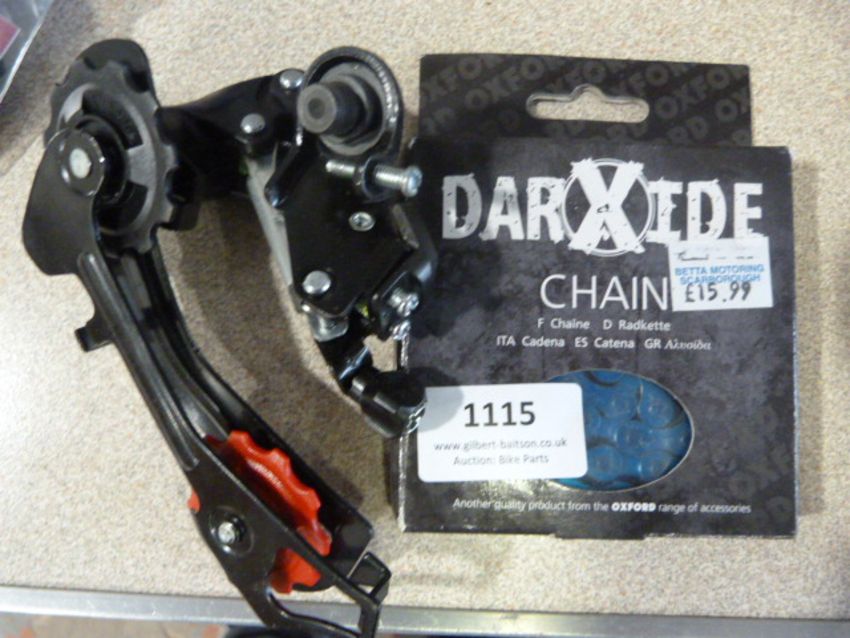 OXFORD OXFORD
DARXIDE
BETTA MOTORING
SCARBOROUGH
£15.99
CHAIN
F Chaine D Radkette
ITA Cadena ES Catena GR Αλυσίδα
1115
www.gilbert-baitson.co.uk
Auction: Bike Parts
Another quality product from the OXFORD range of accessories